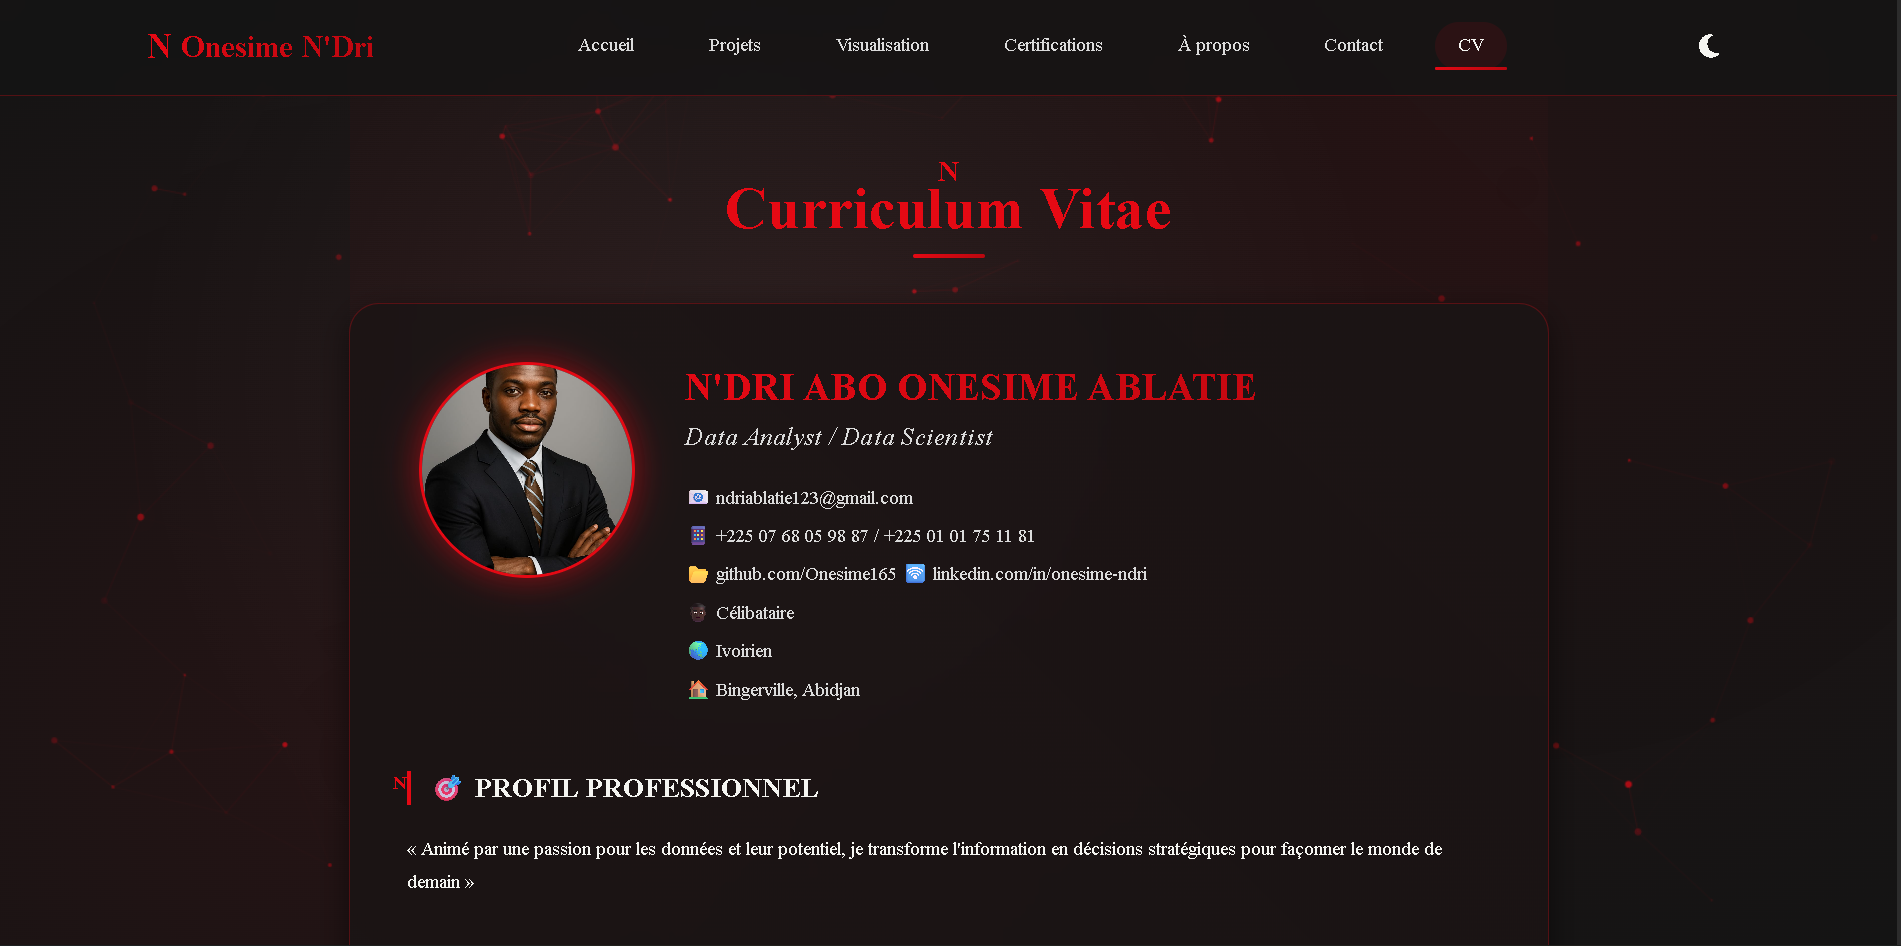 N Onesime N'Dri
Accueil
Projets
Visualisation
Certifications
À propos
Contact
CV
N
Curriculum Vitae
N'DRI ABO ONESIME ABLATIE
Data Analyst / Data Scientist
ndriablatie123@gmail.com
+225 07 68 05 98 87 / +225 01 01 75 11 81
github.com/Onesime165 linkedin.com/in/onesime-ndri
Célibataire
Ivoirien
Bingerville, Abidjan
N PROFIL PROFESSIONNEL
« Animé par une passion pour les données et leur potentiel, je transforme l'information en décisions stratégiques pour façonner le monde de
demain »